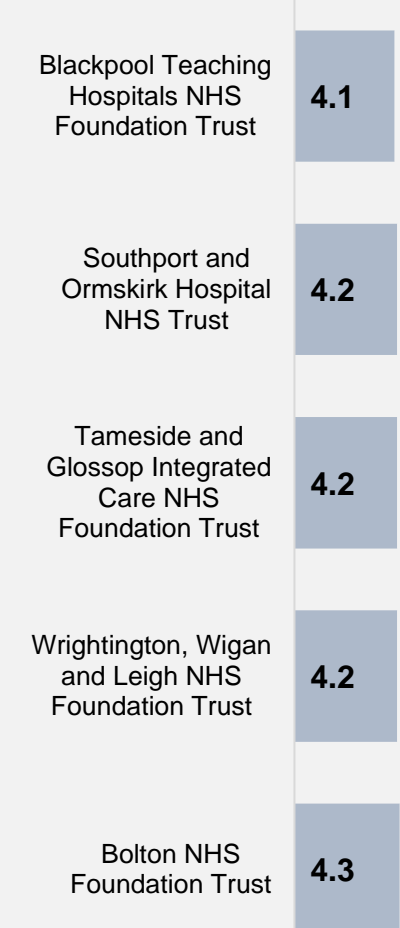 Blackpool Teaching
Hospitals NHS
Foundation Trust
4.1
Southport and
Ormskirk Hospital
NHS Trust
4.2
Tameside and
Glossop Integrated
Care NHS
Foundation Trust
4.2
Wrightington, Wigan
and Leigh NHS
Foundation Trust
4.2
Bolton NHS
Foundation Trust
4.3